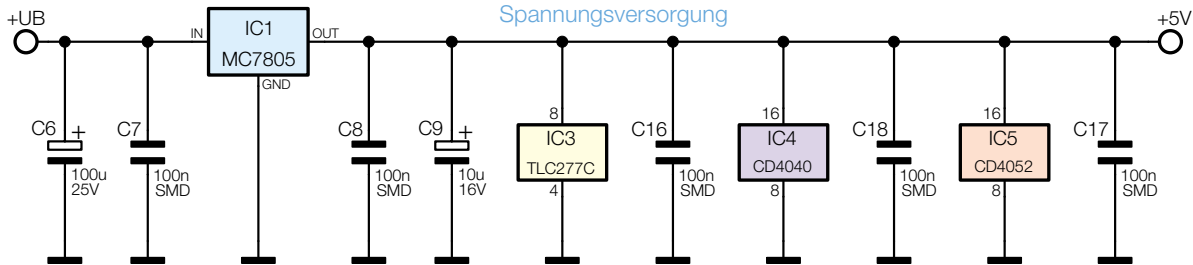 Spannungsversorgung
+UB
IN
IC1
MC7805
OUT
GND
+5V
C6
+
100u
25V
C7
100n
SMD
C8
100n
SMD
C9
+
10u
16V
8
IC3
TLC277C
4
C16
100n
SMD
16
IC4
CD4040
8
C18
100n
SMD
16
IC5
CD4052
8
C17
100n
SMD